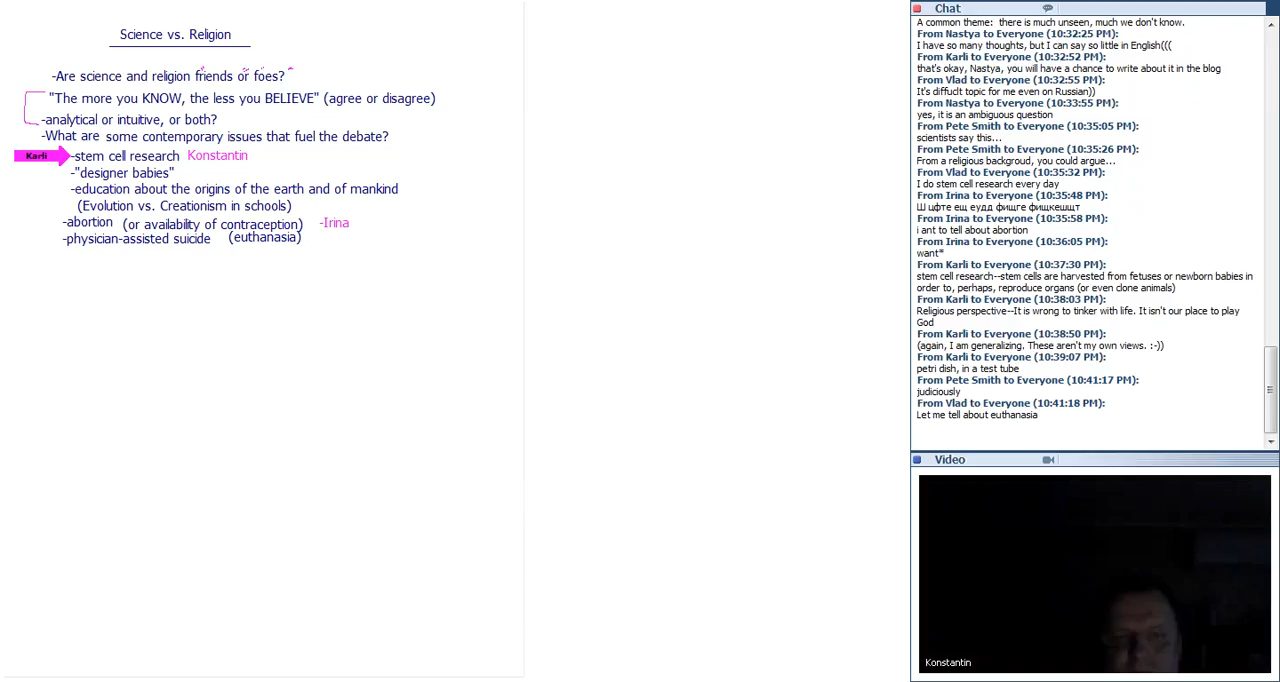 Science vs. Religion
-Are science and religion friends or foes?
"The more you KNOW, the less you BELIEVE" (agree or disagree)
-analytical or intuitive, or both?
-What are some contemporary issues that fuel the debate?
Karli
-stem cell research Konstantin
-"designer babies"
-education about the origins of the earth and of mankind
(Evolution vs. Creationism in schools)
-abortion (or availability of contraception) -Irina
-physician-assisted suicide (euthanasia)
Chat
A common theme: there is much unseen, much we don't know.
From Nastya to Everyone (10:32:25 PM):
I have so many thoughts, but I can say so little in English(((
From Karli to Everyone (10:32:52 PM):
that's okay, Nastya, you will have a chance to write about it in the blog
From Vlad to Everyone (10:32:55 PM):
It's diffuclt topic for me even on Russian))
From Nastya to Everyone (10:33:55 PM):
yes, it is an ambiguous question
From Pete Smith to Everyone (10:35:05 PM):
scientists say this...
From Pete Smith to Everyone (10:35:26 PM):
From a religious backgroud, you could argue...
From Vlad to Everyone (10:35:32 PM):
I do stem cell research every day
From Irina to Everyone (10:35:48 PM):
Ш цфте ещ еудд фищге фищкешщт
From Irina to Everyone (10:35:58 PM):
i ant to tell about abortion
From Irina to Everyone (10:36:05 PM):
want*
From Karli to Everyone (10:37:30 PM):
stem cell research--stem cells are harvested from fetuses or newborn babies in
order to, perhaps, reproduce organs (or even clone animals)
From Karli to Everyone (10:38:03 PM):
Religious perspective--It is wrong to tinker with life. It isn't our place to play
God
From Karli to Everyone (10:38:50 PM):
(again, I am generalizing. These aren't my own views. :-))
From Karli to Everyone (10:39:07 PM):
petri dish, in a test tube
From Pete Smith to Everyone (10:41:17 PM):
judiciously
From Vlad to Everyone (10:41:18 PM):
Let me tell about euthanasia
Video
Konstantin